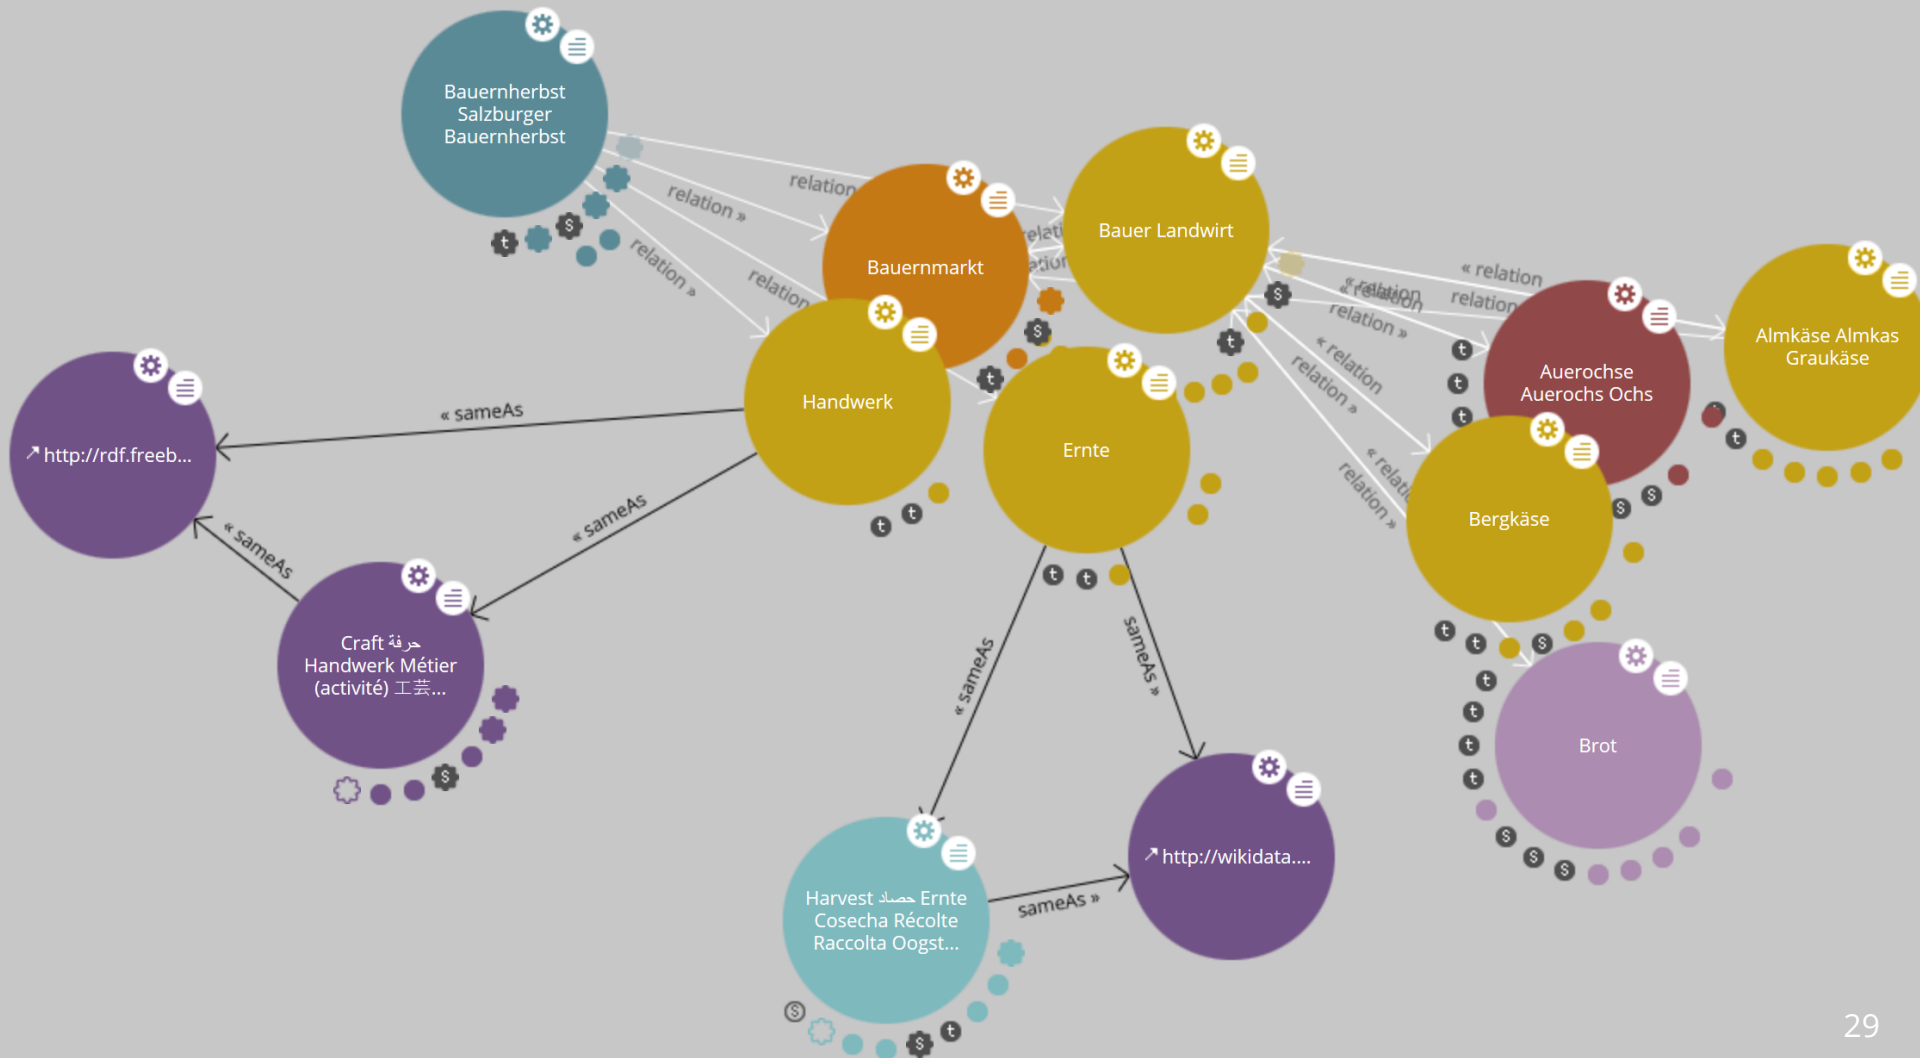 Bauernherbst
Salzburger
Bauernherbst
relation
relation »
relation »
relation
Bauernmarkt
Bauer Landwirt
« relation
relation
« relation
relation »
« relation
relation »
relation »
Almkäse Almkas
Graukäse
Auerochse
Auerochs Ochs
Handwerk
« sameAs
http://rdf.freeb...
Ernte
Bergkäse
« sameAs
« sameAs
Craft حرفة
Handwerk Métier
(activité) 工芸...
« sameAs
sameAs »
Brot
http://wikidata....
Harvest حصاد Ernte
Cosecha Récolte
Raccolta Oogst...
sameAs »
29